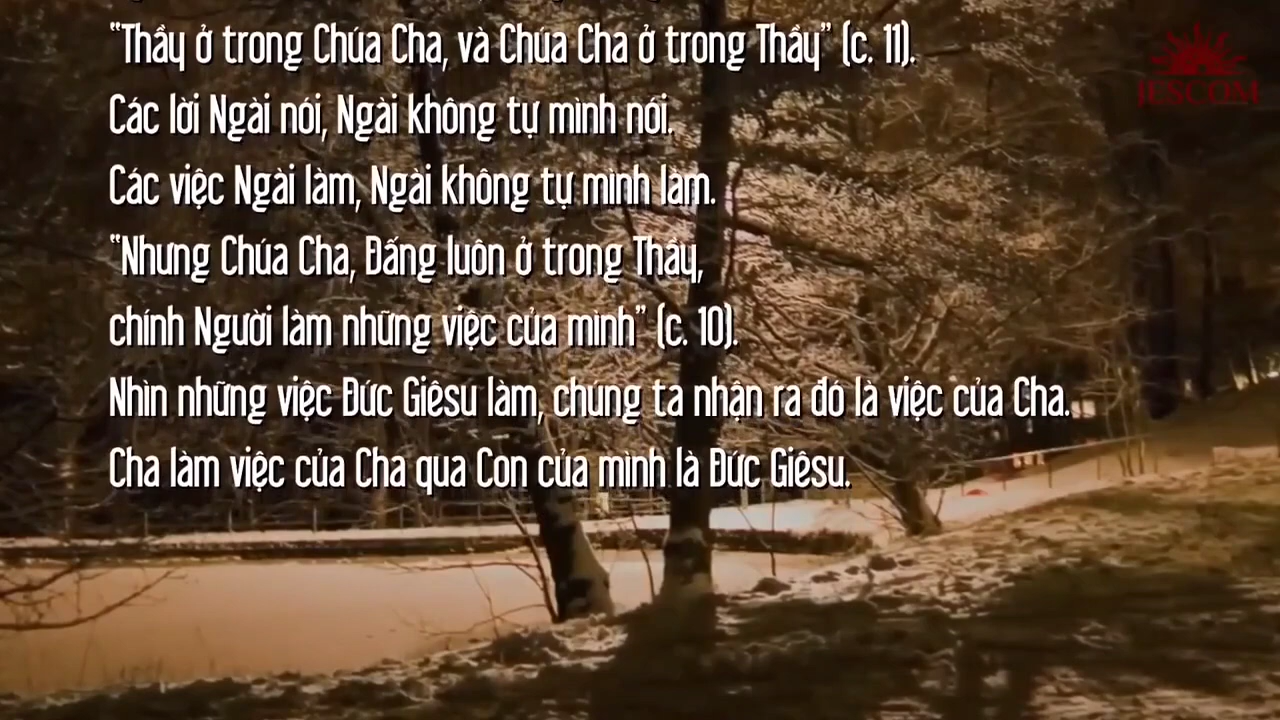 “Thầy ở trong Chúa Cha, và Chúa Cha ở trong Thầy” (c. 11).
JESCOM
Các lời Ngài nói, Ngài không tự mình nói.
Các việc Ngài làm, Ngài không tự mình làm.
“Nhưng Chúa Cha, Đấng luôn ở trong Thầy,
chính Người làm những việc của mình” (c. 10).
Nhìn những việc Đức Giêsu làm, chúng ta nhận ra đó là việc của Cha.
Cha làm việc của Cha qua Con của mình là Đức Giêsu.